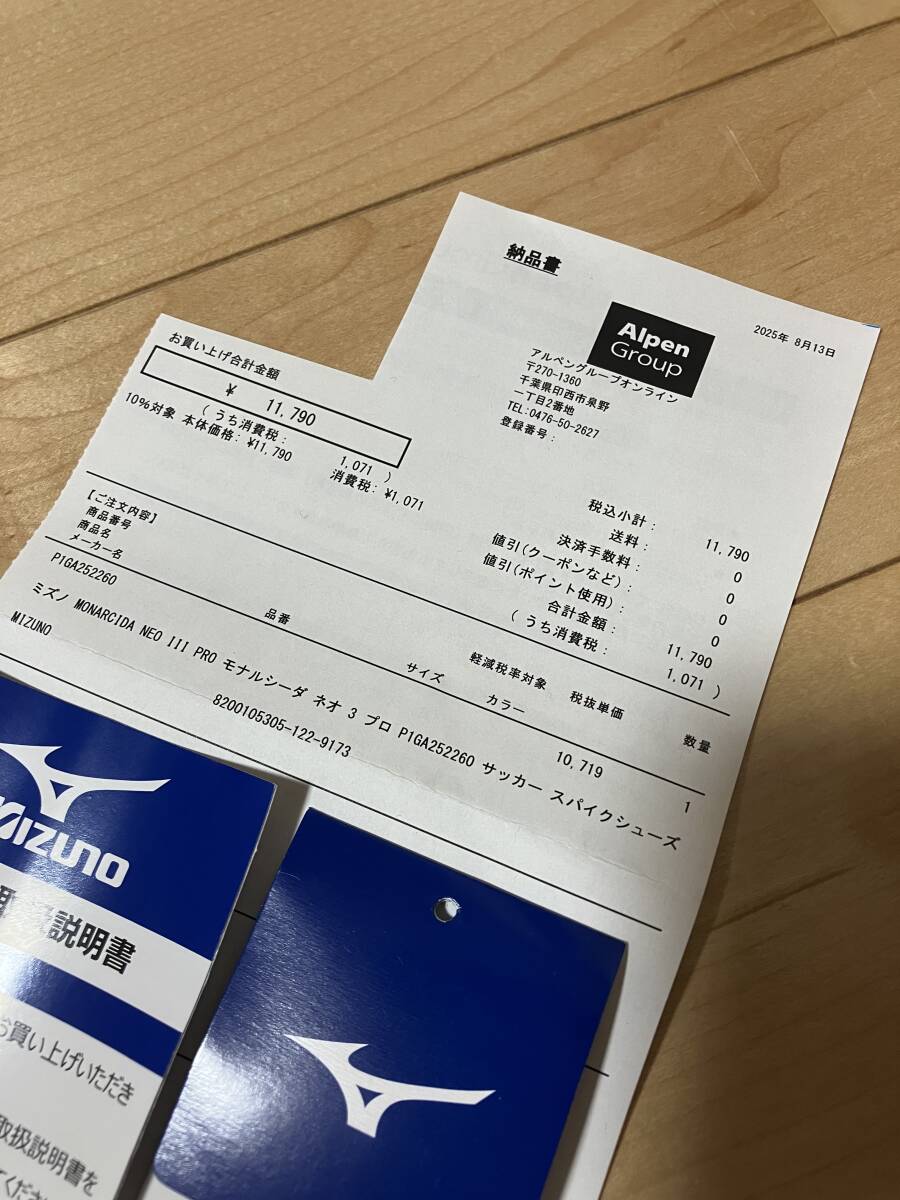 納品書
2025年 8月13日
Alpen
Group
アルペングループオンライン
〒270-1360
千葉県印西市泉野
一丁目2番地
TEL:0476-50-2627
登録番号:
お買い上げ合計金額
¥ 11,790
( うち消費税: 1,071 )
10%対象 本体価格: ¥11,790 消費税: ¥1,071
税込小計: 11,790
送料: 0
決済手数料: 0
値引(クーポンなど): 0
値引(ポイント使用): 0
合計金額: 11,790
( うち消費税: 1,071 )
【ご注文内容】
商品番号
商品名
メーカー名
品番
サイズ
カラー
軽減税率対象
税抜単価
数量
P1GA252260 10,719 1
ミズノ MONARCIDA NEO III PRO モナルシーダ ネオ 3 プロ P1GA252260 サッカー スパイクシューズ
MIZUNO 8200105305-122-9173
MIZUNO
扱説明書
お買い上げいただき
取扱説明書を